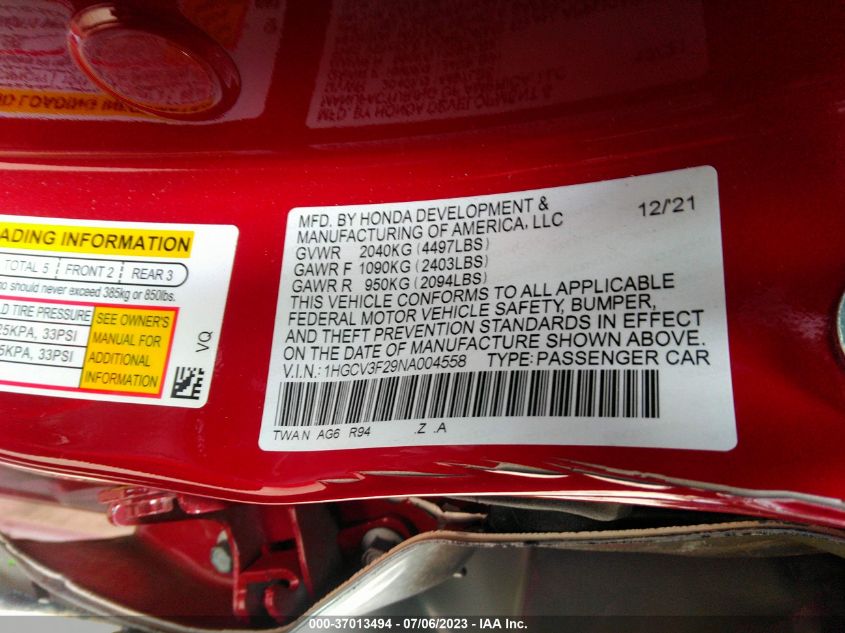 ADING INFORMATION
TOTAL 5 FRONT 2 REAR 3
no should never exceed 385kg or 850lbs.
LD TIRE PRESSURE
25KPA, 33PSI
5KPA, 33PSI
SEE OWNER'S
MANUAL FOR
ADDITIONAL
INFORMATION
VQ
MFD. BY HONDA DEVELOPMENT &
MANUFACTURING OF AMERICA, LLC
12/'21
GVWR 2040KG (4497LBS)
GAWR F 1090KG (2403LBS)
GAWR R 950KG (2094LBS)
THIS VEHICLE CONFORMS TO ALL APPLICABLE
FEDERAL MOTOR VEHICLE SAFETY, BUMPER,
AND THEFT PREVENTION STANDARDS IN EFFECT
ON THE DATE OF MANUFACTURE SHOWN ABOVE.
V.I.N.: 1HGCV3F29NA004558 TYPE: PASSENGER CAR
TWAN AG6 R94 .Z .A
000-37013494 - 07/06/2023 - IAA Inc.